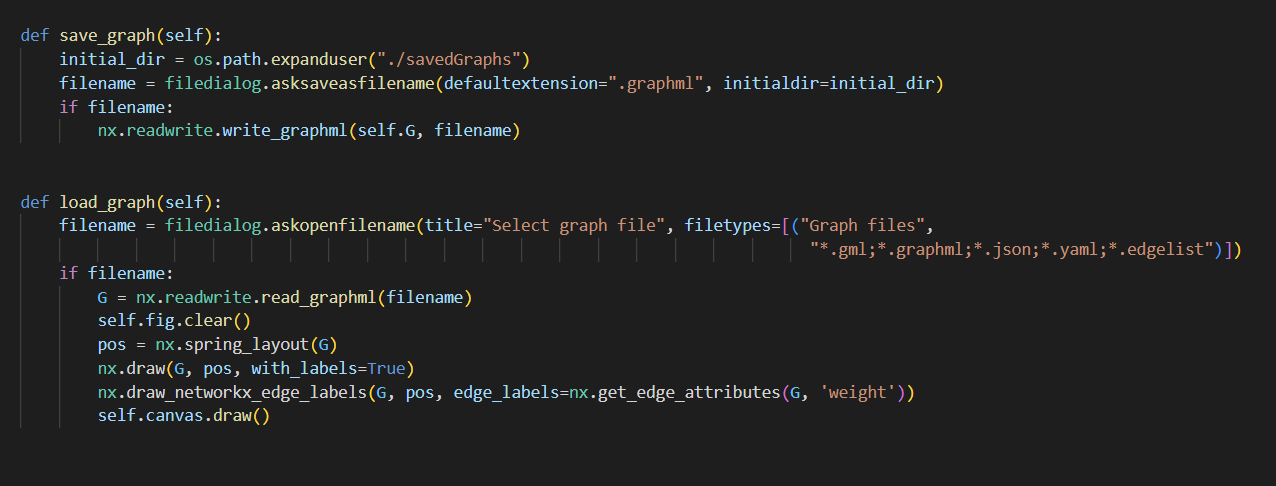 def save_graph(self):
    initial_dir = os.path.expanduser("./savedGraphs")
    filename = filedialog.asksaveasfilename(defaultextension=".graphml", initialdir=initial_dir)
    if filename:
        nx.readwrite.write_graphml(self.G, filename)
def load_graph(self):
    filename = filedialog.askopenfilename(title="Select graph file", filetypes=[("Graph files",
                                                                                  "*.gml;*.graphml;*.json;*.yaml;*.edgelist")])
    if filename:
        G = nx.readwrite.read_graphml(filename)
        self.fig.clear()
        pos = nx.spring_layout(G)
        nx.draw(G, pos, with_labels=True)
        nx.draw_networkx_edge_labels(G, pos, edge_labels=nx.get_edge_attributes(G, 'weight'))
        self.canvas.draw()